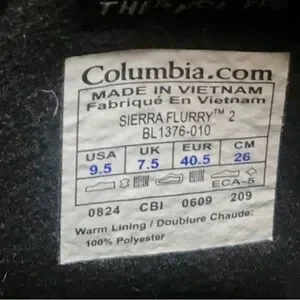 Columbia.com
MADE IN VIETNAM
Fabriqué En Vietnam
SIERRA FLURRY™ 2
BL1376-010
USA UK EUR CM
9.5 7.5 40.5 26
ECA-5
0824 CBI 0609 209
Warm Lining / Doublure Chaude:
100% Polyester